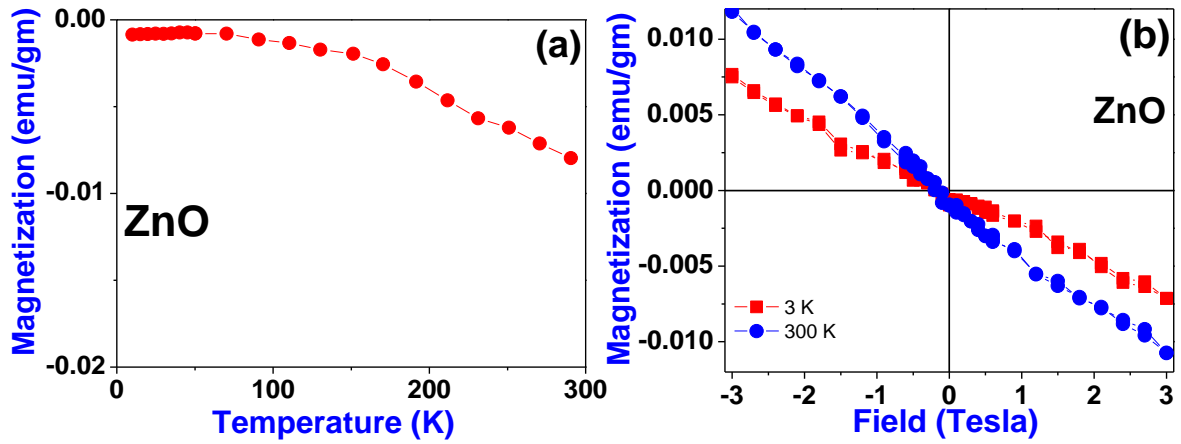 (a)
0.00
-0.01
-0.02
Magnetization (emu/gm)
ZnO
0
100
200
300
Temperature (K)
(b)
0.010
0.005
0.000
-0.005
-0.010
Magnetization (emu/gm)
ZnO
3 K
300 K
-3 -2 -1 0 1 2 3
Field (Tesla)